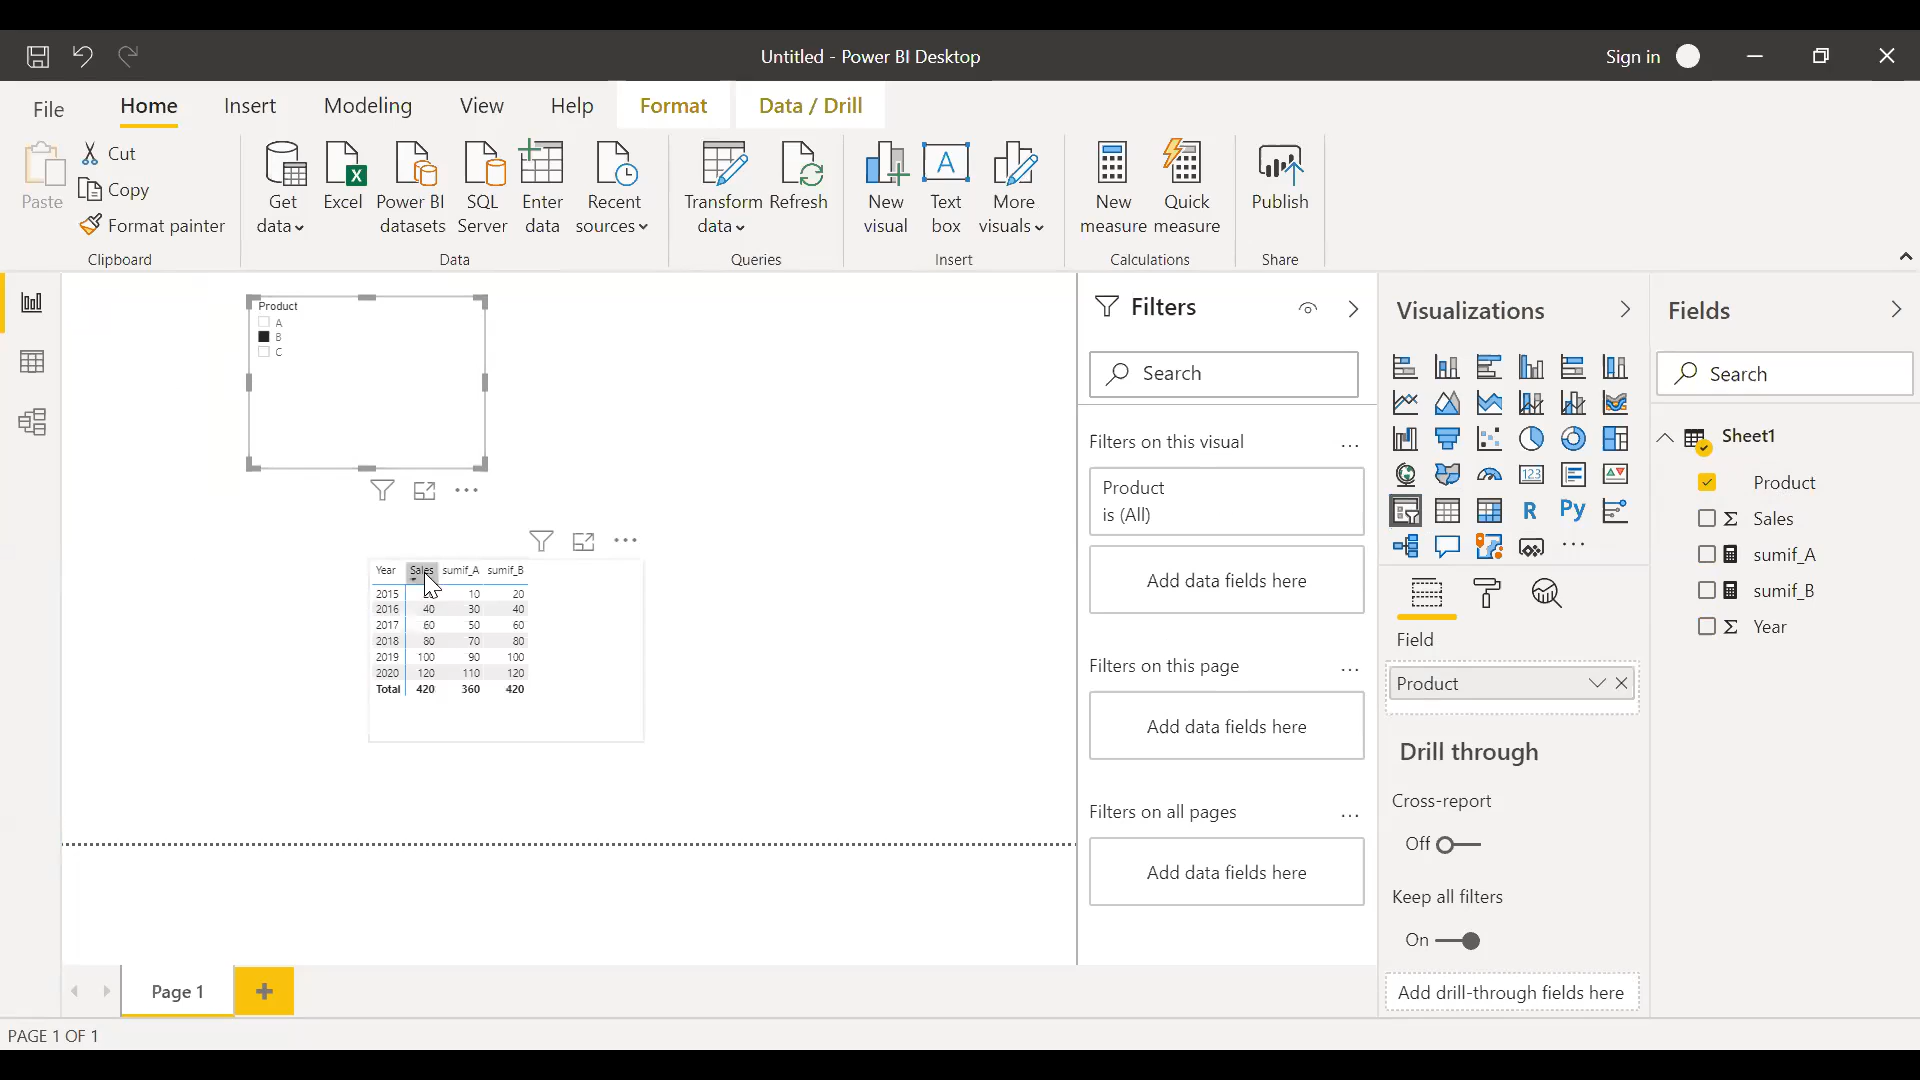 Untitled - Power BI Desktop
Sign in
File Home Insert Modeling View Help Format Data / Drill
Paste
Cut
Copy
Format painter
Clipboard
Get data
Excel
Power BI datasets
SQL Server
Enter data
Recent sources
Data
Transform data
Refresh
Queries
New visual
Text box
More visuals
Insert
New measure
Quick measure
Calculations
Publish
Share
Product
A
B
C
Year Sales sumif_A sumif_B
2015 10 20
2016 40 30 40
2017 60 50 60
2018 80 70 80
2019 100 90 100
2020 120 110 120
Total 420 360 420
Filters
Search
Filters on this visual ...
Product
is (All)
Add data fields here
Filters on this page ...
Add data fields here
Filters on all pages ...
Add data fields here
Visualizations
123
R Py
...
Field
Product
Drill through
Cross-report
Off
Keep all filters
On
Add drill-through fields here
Fields
Search
Sheet1
Product
Σ Sales
sumif_A
sumif_B
Σ Year
Page 1
PAGE 1 OF 1